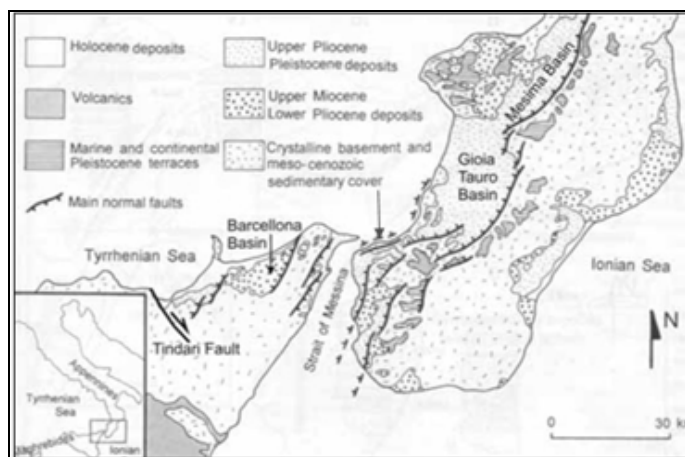 Holocene deposits
Upper Pliocene
Pleistocene deposits
Volcanics
Upper Miocene
Lower Pliocene deposits
Marine and continental
Pleistocene terraces
Crystalline basement and
meso-cenozoic
sedimentary cover
Main normal faults
Mesima Basin
Gioia
Tauro
Basin
Barcellona
Basin
Tyrrhenian Sea
Ionian Sea
Strait of Messina
Tindari Fault
N
Appennines
Tyrrhenian
Sea
Ionian
0
30